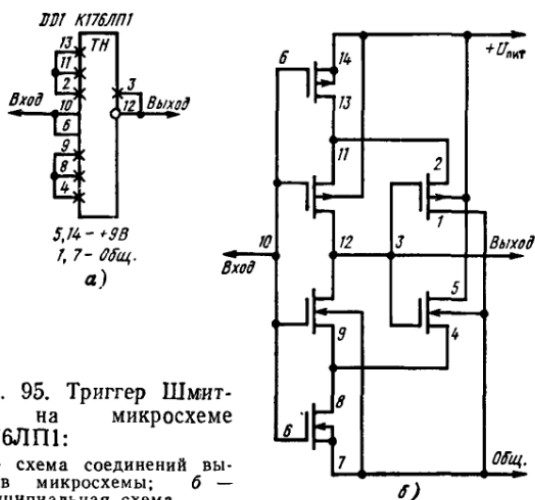 DD1 К176ЛП1
ТН
13
11
2
Вход
10
6
9
8
4
3
12
Выход
5,14 – +9В
1, 7 – Общ.
а)
+Uпит
6
14
13
11
2
1
10
12
3
Выход
Вход
5
9
4
8
6
7
Общ.
б)
. 95. Триггер Шмит-
на микросхеме
76ЛП1:
схема соединений вы-
в микросхемы; б —